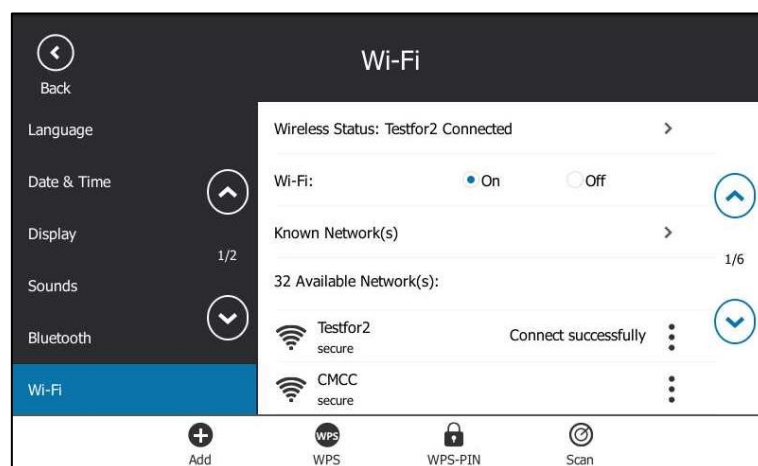 Wi-Fi
Back
Language
Date & Time
Display
1/2
Sounds
Bluetooth
Wi-Fi
Wireless Status: Testfor2 Connected
Wi-Fi: On Off
Known Network(s)
1/6
32 Available Network(s):
Testfor2
secure
Connect successfully
CMCC
secure
Add
WPS
WPS
WPS-PIN
Scan